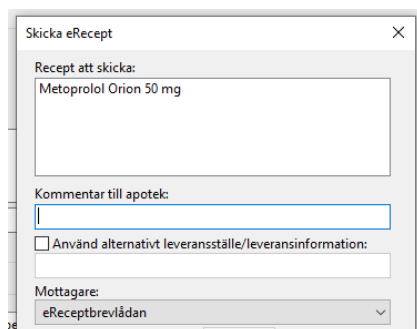 Skicka eRecept
Recept att skicka:
Metoprolol Orion 50 mg
Kommentar till apotek:
Använd alternativt leveransställe/leveransinformation:
Mottagare:
eReceptbrevlådan